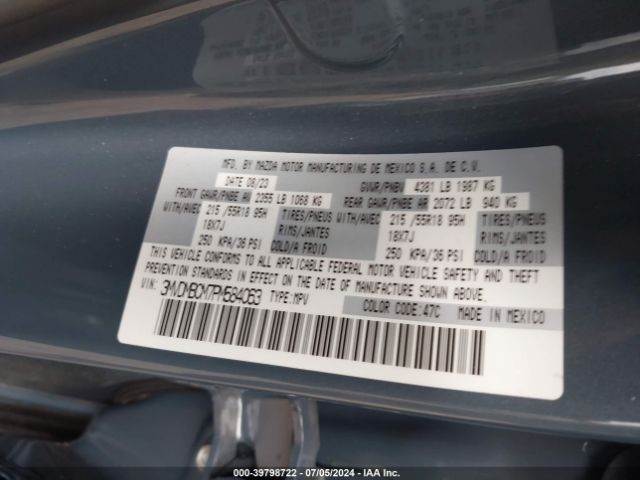 MFD. BY MAZDA MOTOR MANUFACTURING DE MEXICO S.A. DE C.V.
DATE 08/23 GVWR/PNBV 4381 LB 1987 KG
FRONT GAWR/PNBE AV 2355 LB 1068 KG REAR GAWR/PNBE AR 2072 LB 940 KG
WITH/AVEC 215 /55R18 95H TIRES/PNEUS WITH/AVEC 215 /55R18 95H TIRES/PNEUS
18X7J RIMS/JANTES 18X7J RIMS/JANTES
250 KPA/36 PSI COLD/A FROID 250 KPA/36 PSI COLD/A FROID
THIS VEHICLE CONFORMS TO ALL APPLICABLE FEDERAL MOTOR VEHICLE SAFETY AND THEFT
PREVENTION STANDARDS IN EFFECT ON THE DATE OF MANUFACTURE SHOWN ABOVE.
VIN: 3MVDMBCM7PM584063 TYPE: MPV COLOR CODE:47C MADE IN MEXICO
000-39798722 - 07/05/2024 - IAA Inc.